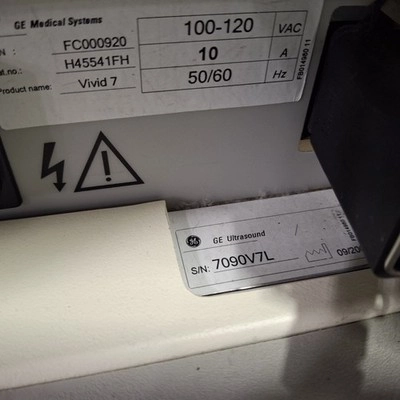 GE Medical Systems
FC000920
H45541FH
Product name: Vivid 7
100-120 VAC
10 A
50/60 Hz
GE Ultrasound
S/N: 7090V7L
09/20